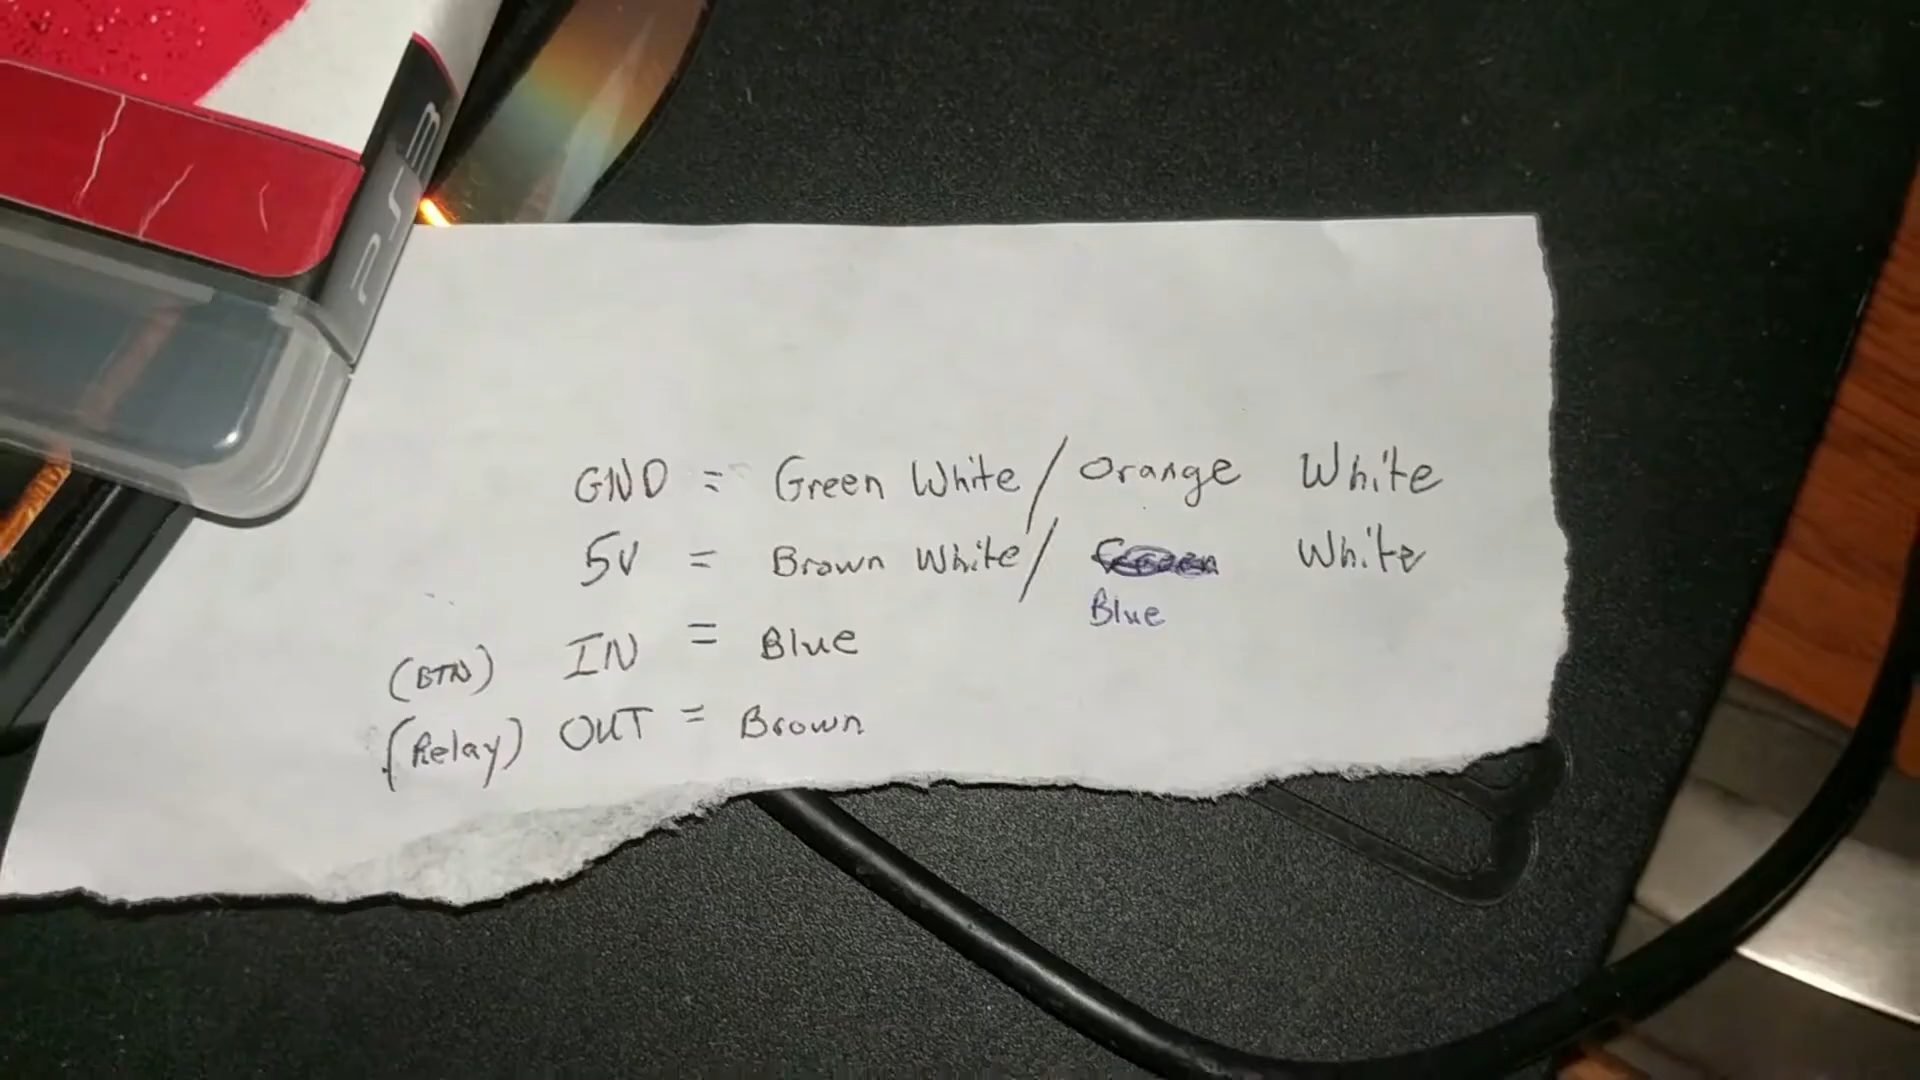 PS3
GND = Green White / Orange White
5V = Brown White / White
Blue
(BTN) IN = Blue
(Relay) OUT = Brown